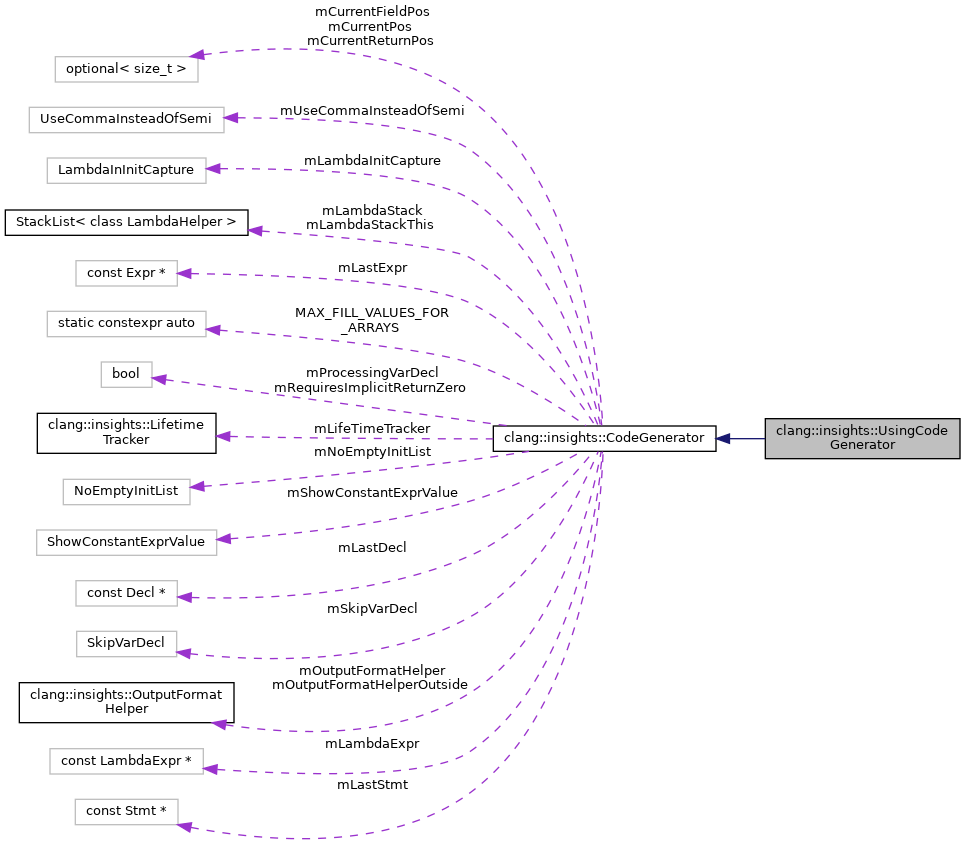 mCurrentFieldPos
mCurrentPos
mCurrentReturnPos
optional< size_t >
mUseCommaInsteadOfSemi
UseCommaInsteadOfSemi
mLambdaInitCapture
LambdaInInitCapture
mLambdaStack
mLambdaStackThis
StackList< class LambdaHelper >
mLastExpr
const Expr *
MAX_FILL_VALUES_FOR
_ARRAYS
static constexpr auto
mProcessingVarDecl
mRequiresImplicitReturnZero
bool
clang::insights::Lifetime
Tracker
mLifeTimeTracker
clang::insights::CodeGenerator
clang::insights::UsingCode
Generator
mNoEmptyInitList
NoEmptyInitList
mShowConstantExprValue
ShowConstantExprValue
mLastDecl
const Decl *
mSkipVarDecl
SkipVarDecl
mOutputFormatHelper
mOutputFormatHelperOutside
clang::insights::OutputFormat
Helper
mLambdaExpr
const LambdaExpr *
mLastStmt
const Stmt *